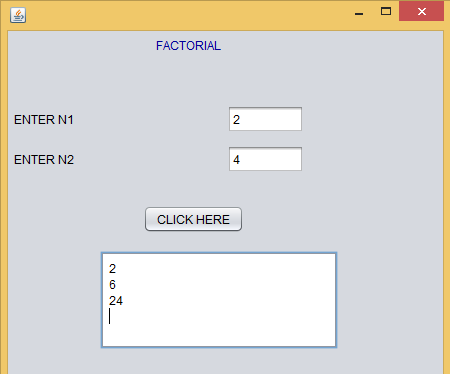 FACTORIAL
ENTER N1 2
ENTER N2 4
CLICK HERE
2
6
24